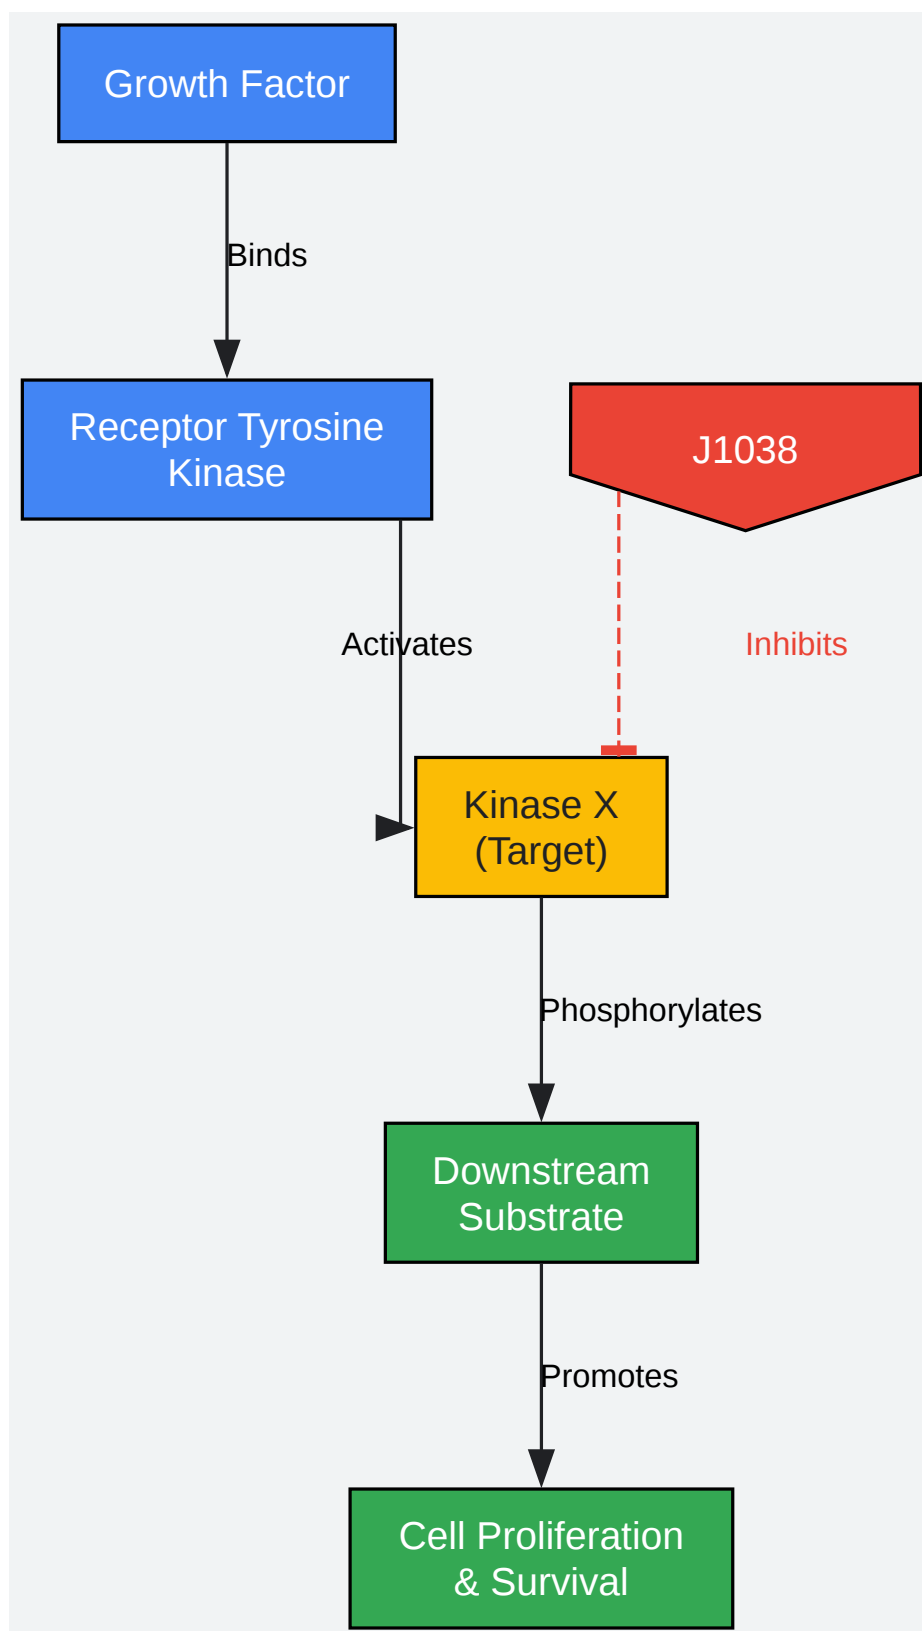 Growth Factor
Binds
Receptor Tyrosine
Kinase
J1038
Activates
Inhibits
Kinase X
(Target)
Phosphorylates
Downstream
Substrate
Promotes
Cell Proliferation
& Survival